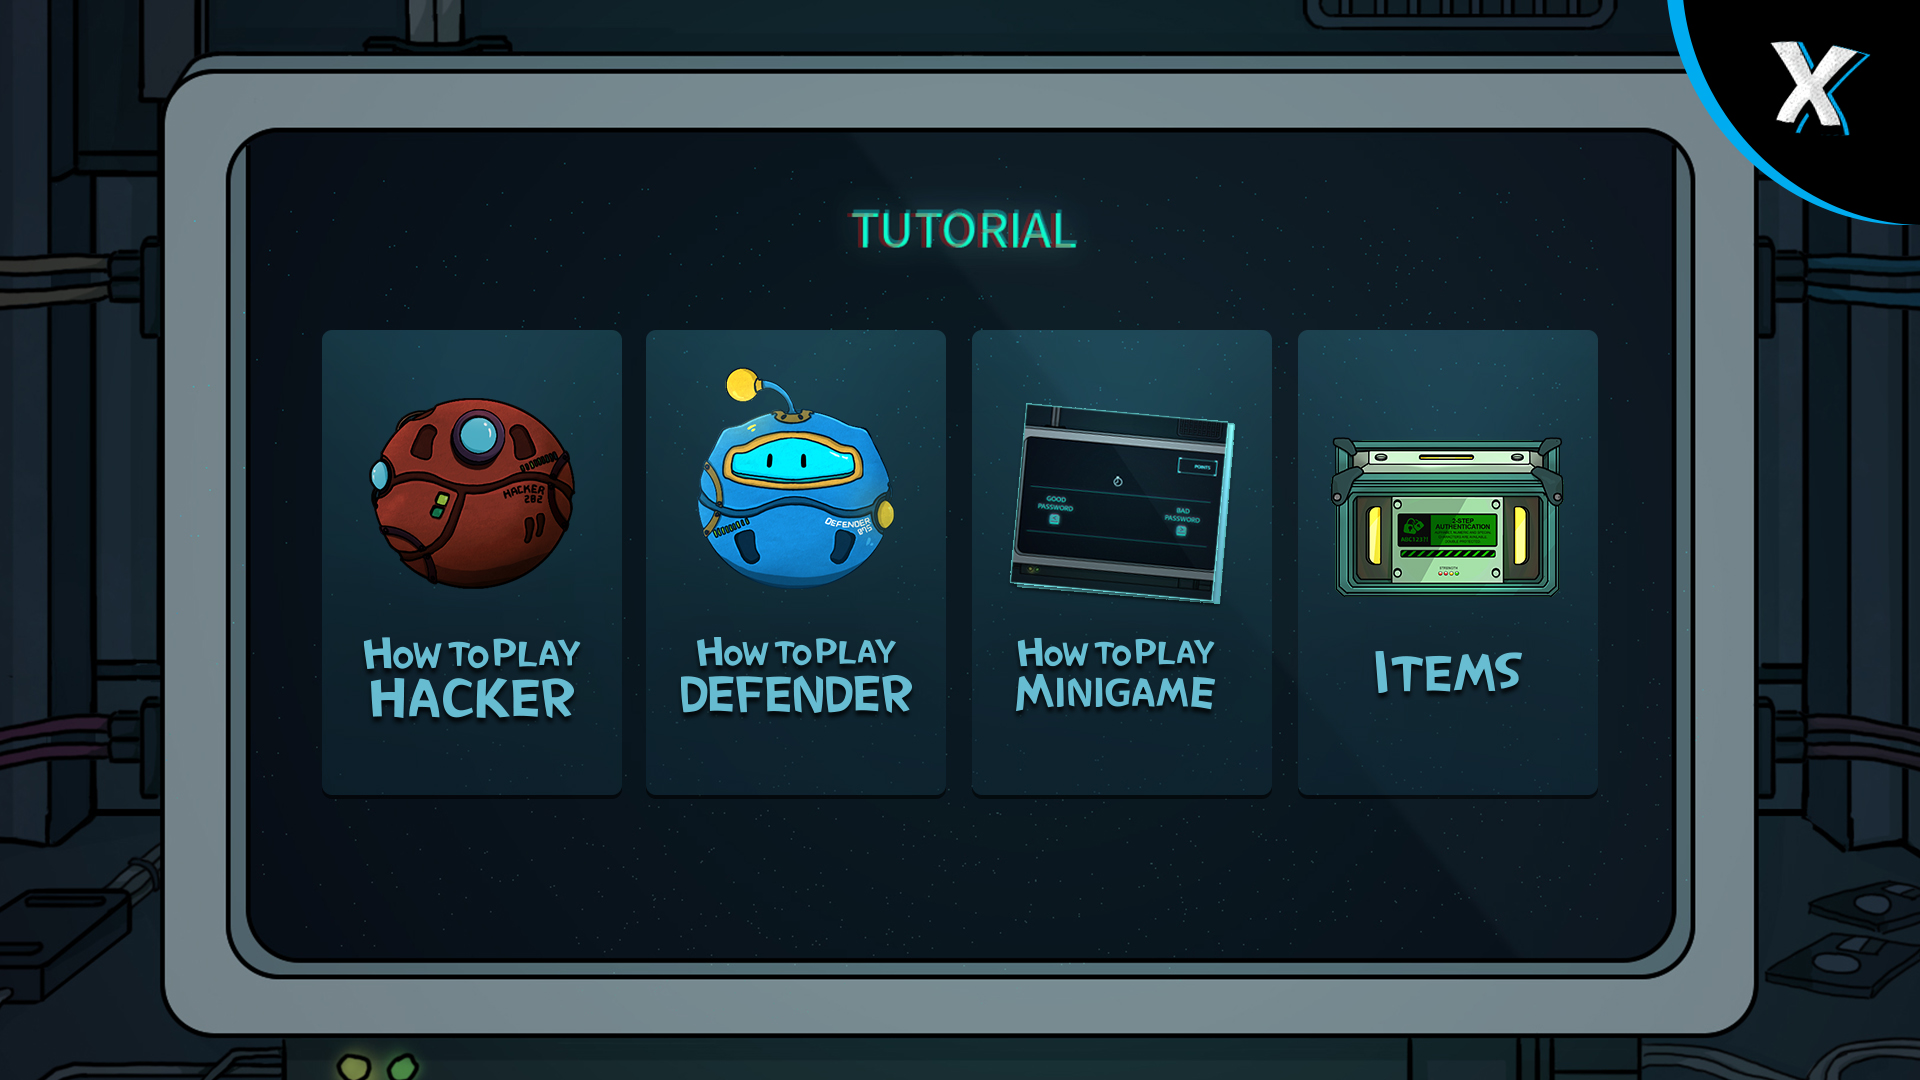 X
TUTORIAL
HACKER
282
DEFENDER
POINTS
GOOD
PASSWORD
BAD
PASSWORD
2-STEP
AUTHENTICATION
STRENGTH
HOW TO PLAY
HACKER
HOW TO PLAY
DEFENDER
HOW TO PLAY
MINIGAME
ITEMS